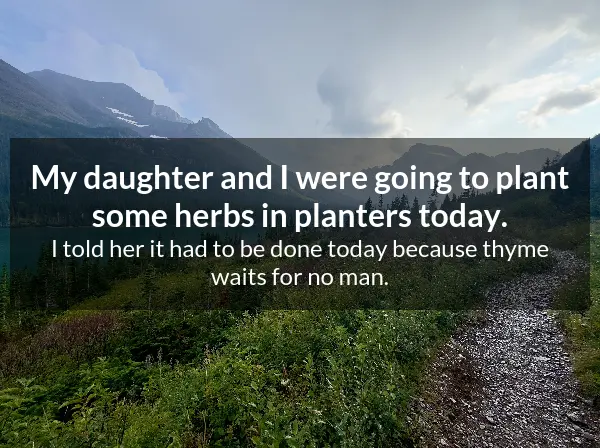 My daughter and I were going to plant
some herbs in planters today.
I told her it had to be done today because thyme
waits for no man.